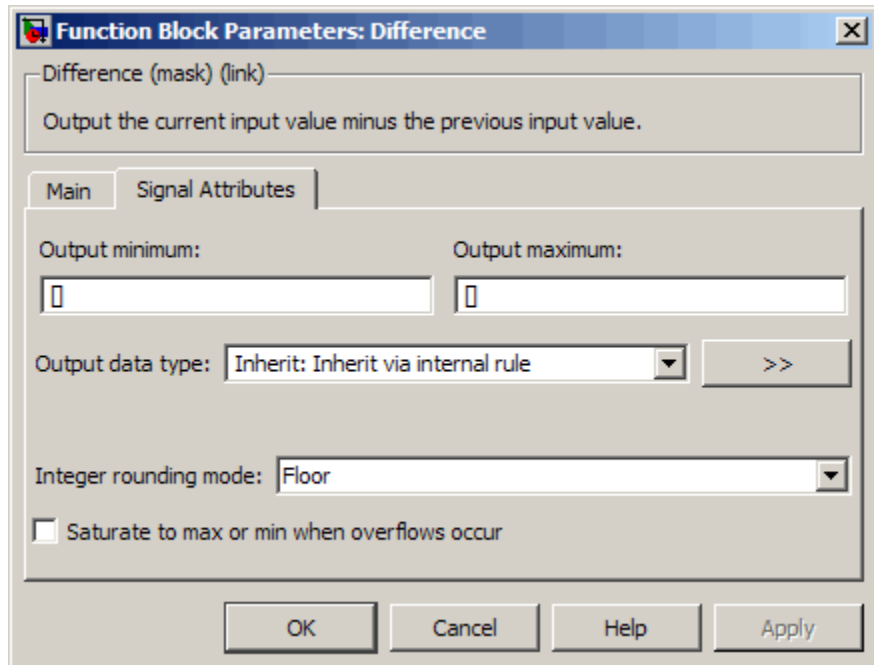 Function Block Parameters: Difference
Difference (mask) (link)
Output the current input value minus the previous input value.
Main Signal Attributes
Output minimum: Output maximum:
[] []
Output data type: Inherit: Inherit via internal rule >>
Integer rounding mode: Floor
Saturate to max or min when overflows occur
OK Cancel Help Apply